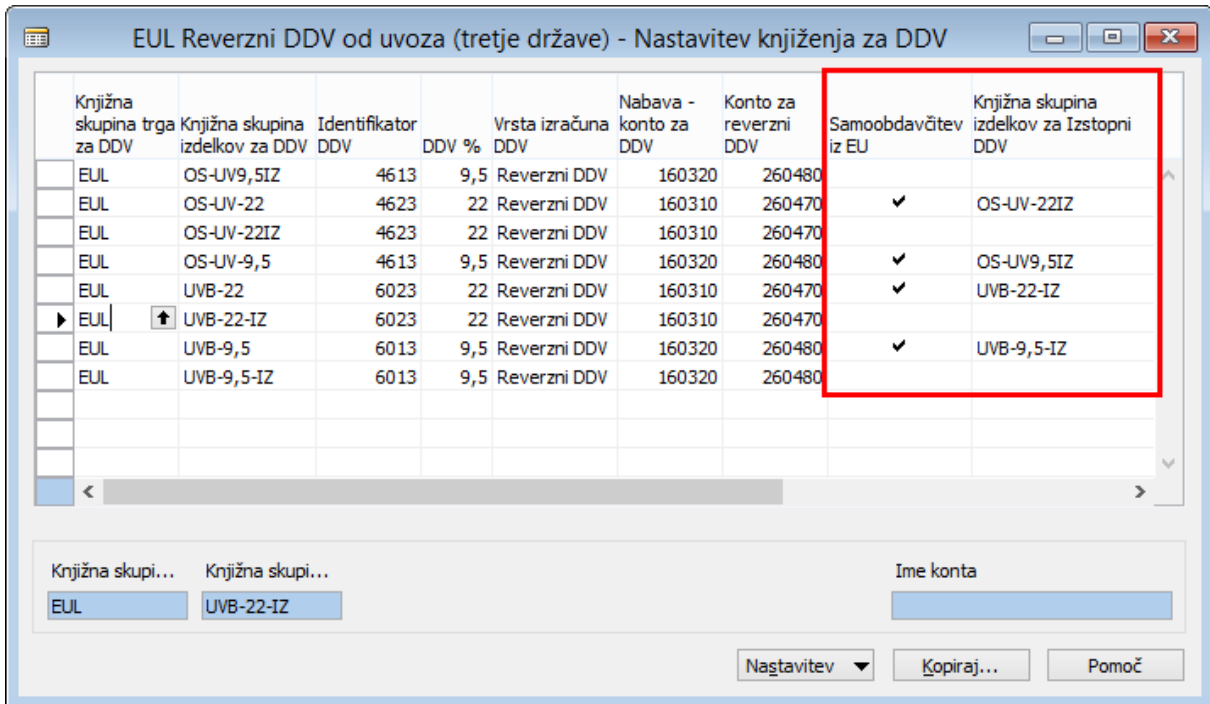 EUL Reverzni DDV od uvoza (tretje države) - Nastavitev knjiženja za DDV
Knjižna skupina trga za DDV Knjižna skupina izdelkov za DDV Identifikator DDV DDV % Vrsta izračuna DDV Nabava - konto za DDV Konto za reverzni DDV Samoobdavčitev iz EU Knjižna skupina izdelkov za Izstopni DDV
EUL OS-UV9,5IZ 4613 9,5 Reverzni DDV 160320 260480
EUL OS-UV-22 4623 22 Reverzni DDV 160310 260470 ✔ OS-UV-22IZ
EUL OS-UV-22IZ 4623 22 Reverzni DDV 160310 260470
EUL OS-UV-9,5 4613 9,5 Reverzni DDV 160320 260480 ✔ OS-UV9,5IZ
EUL UVB-22 6023 22 Reverzni DDV 160310 260470 ✔ UVB-22-IZ
EUL UVB-22-IZ 6023 22 Reverzni DDV 160310 260470
EUL UVB-9,5 6013 9,5 Reverzni DDV 160320 260480 ✔ UVB-9,5-IZ
EUL UVB-9,5-IZ 6013 9,5 Reverzni DDV 160320 260480
Knjižna skupi... Knjižna skupi... Ime konta
EUL UVB-22-IZ
Nastavitev Kopiraj... Pomoč